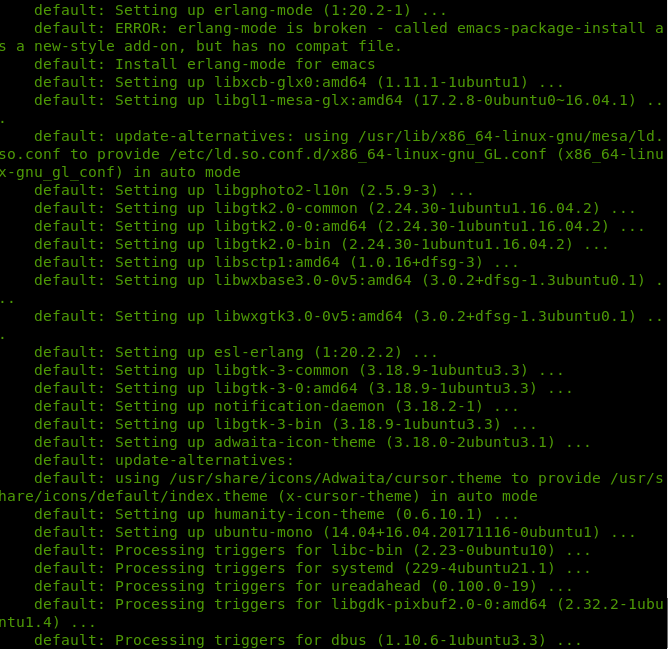 default: Setting up erlang-mode (1:20.2-1) ...
default: ERROR: erlang-mode is broken - called emacs-package-install a
s a new-style add-on, but has no compat file.
default: Install erlang-mode for emacs
default: Setting up libxcb-glx0:amd64 (1.11.1-1ubuntu1) ...
default: Setting up libgl1-mesa-glx:amd64 (17.2.8-0ubuntu0~16.04.1) ..
.
default: update-alternatives: using /usr/lib/x86_64-linux-gnu/mesa/ld.
so.conf to provide /etc/ld.so.conf.d/x86_64-linux-gnu_GL.conf (x86_64-linu
x-gnu_gl_conf) in auto mode
default: Setting up libgphoto2-l10n (2.5.9-3) ...
default: Setting up libgtk2.0-common (2.24.30-1ubuntu1.16.04.2) ...
default: Setting up libgtk2.0-0:amd64 (2.24.30-1ubuntu1.16.04.2) ...
default: Setting up libgtk2.0-bin (2.24.30-1ubuntu1.16.04.2) ...
default: Setting up libsctp1:amd64 (1.0.16+dfsg-3) ...
default: Setting up libwxbase3.0-0v5:amd64 (3.0.2+dfsg-1.3ubuntu0.1) .
..
default: Setting up libwxgtk3.0-0v5:amd64 (3.0.2+dfsg-1.3ubuntu0.1) ..
.
default: Setting up esl-erlang (1:20.2.2) ...
default: Setting up libgtk-3-common (3.18.9-1ubuntu3.3) ...
default: Setting up libgtk-3-0:amd64 (3.18.9-1ubuntu3.3) ...
default: Setting up notification-daemon (3.18.2-1) ...
default: Setting up libgtk-3-bin (3.18.9-1ubuntu3.3) ...
default: Setting up adwaita-icon-theme (3.18.0-2ubuntu3.1) ...
default: update-alternatives:
default: using /usr/share/icons/Adwaita/cursor.theme to provide /usr/s
hare/icons/default/index.theme (x-cursor-theme) in auto mode
default: Setting up humanity-icon-theme (0.6.10.1) ...
default: Setting up ubuntu-mono (14.04+16.04.20171116-0ubuntu1) ...
default: Processing triggers for libc-bin (2.23-0ubuntu10) ...
default: Processing triggers for systemd (229-4ubuntu21.1) ...
default: Processing triggers for ureadahead (0.100.0-19) ...
default: Processing triggers for libgdk-pixbuf2.0-0:amd64 (2.32.2-1ubu
ntu1.4) ...
default: Processing triggers for dbus (1.10.6-1ubuntu3.3) ...